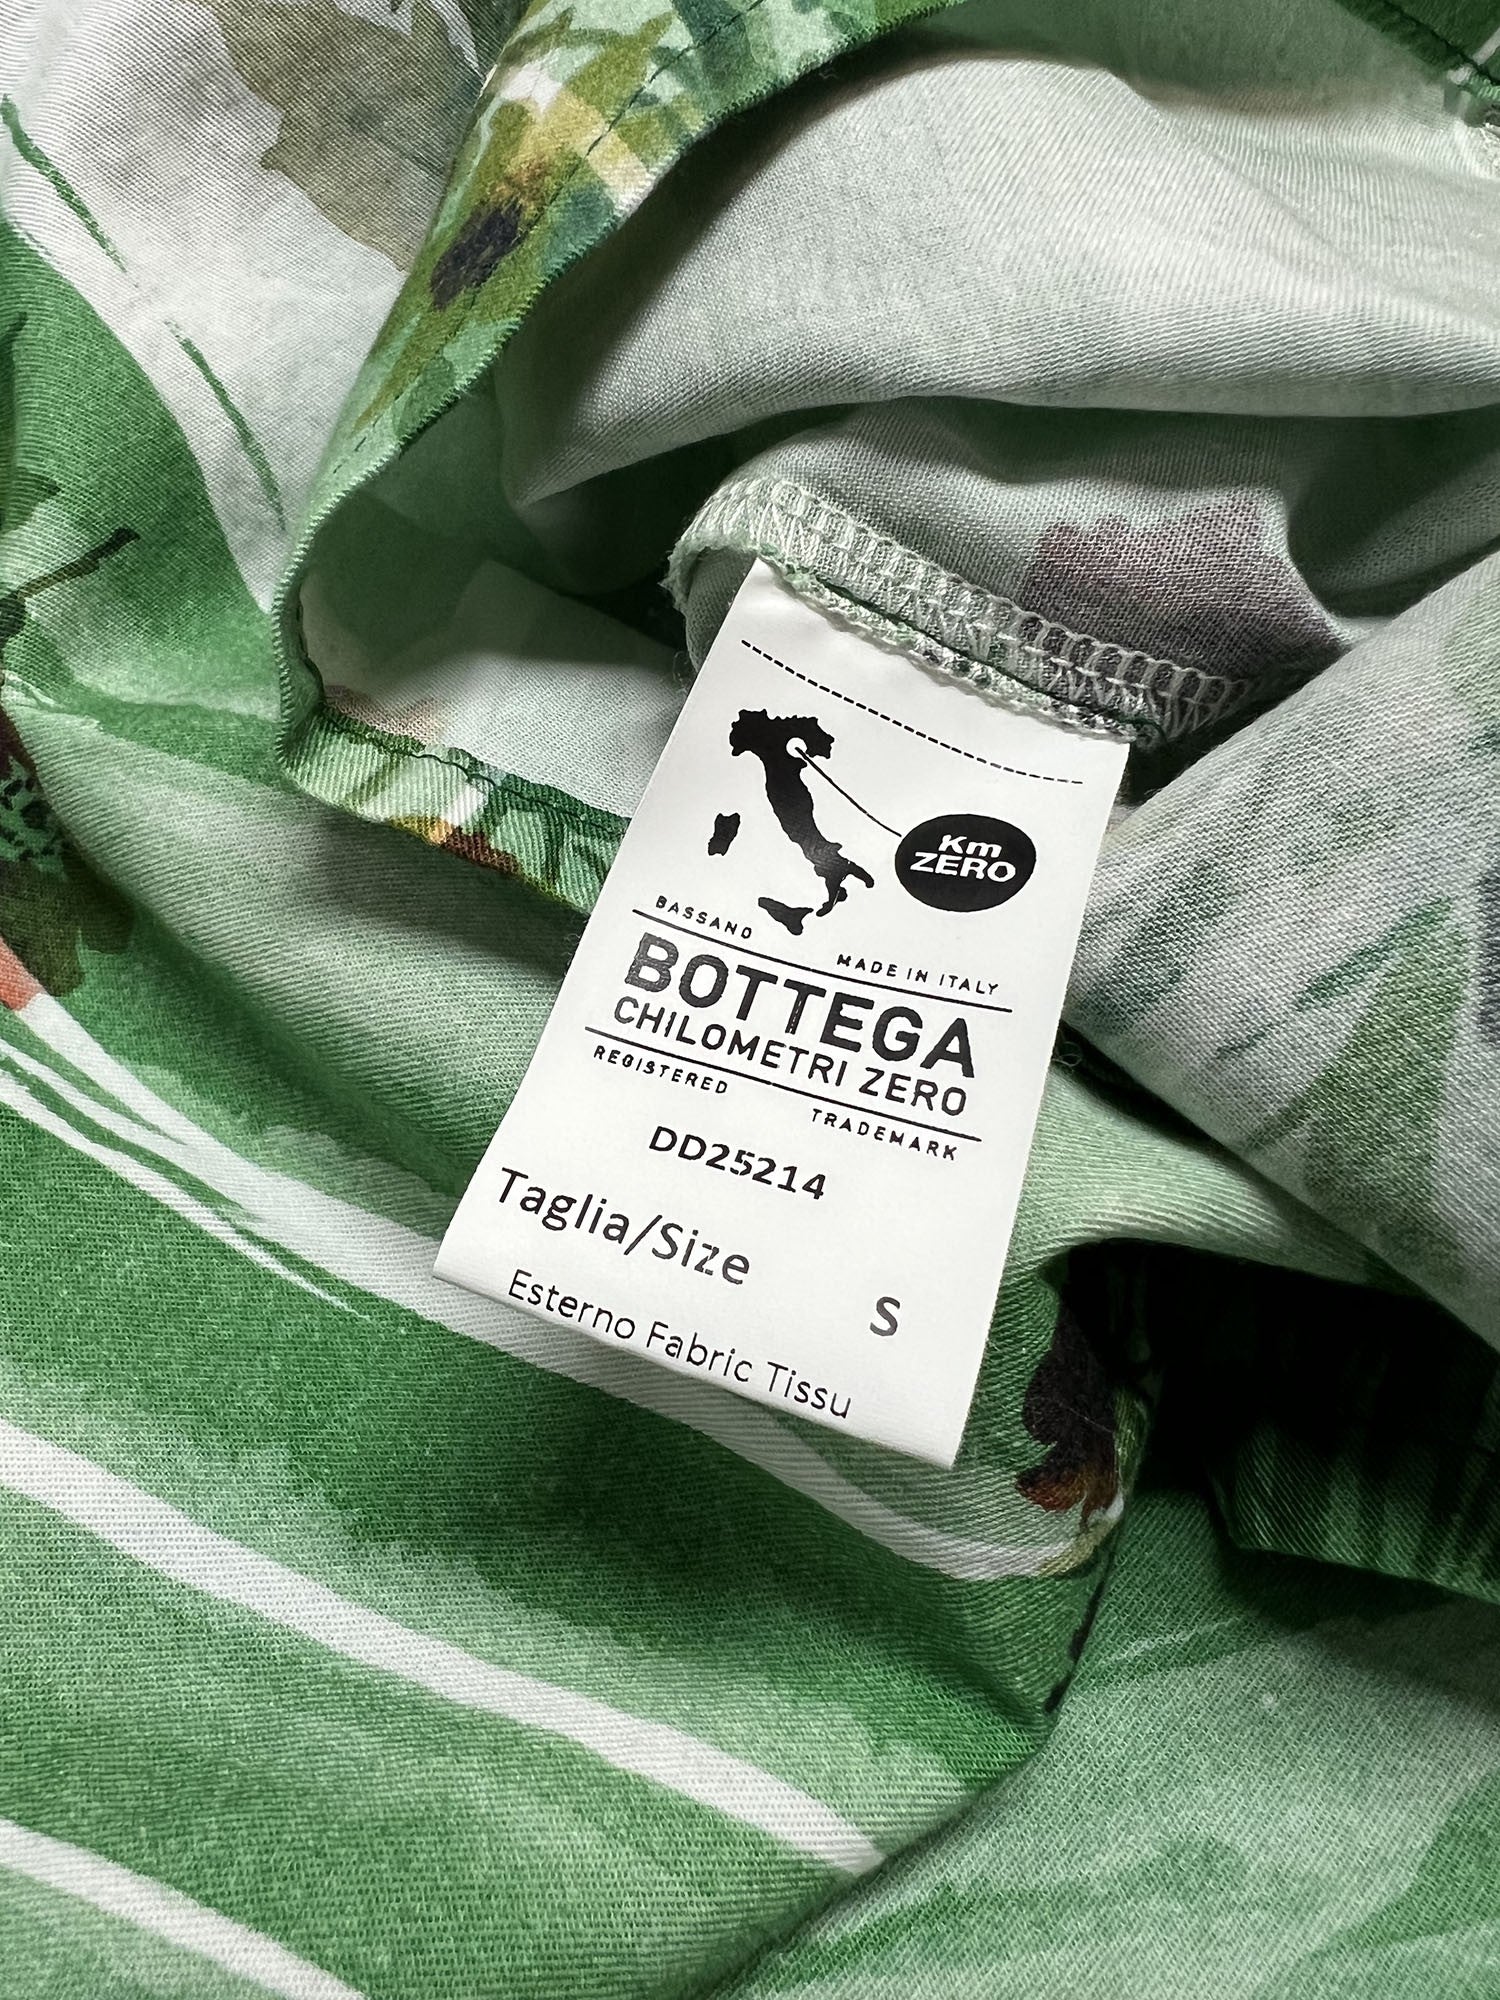 Km
ZERO
BASSANO MADE IN ITALY
BOTTEGA
CHILOMETRI ZERO
REGISTERED TRADEMARK
DD25214
Taglia/Size S
Esterno Fabric Tissu